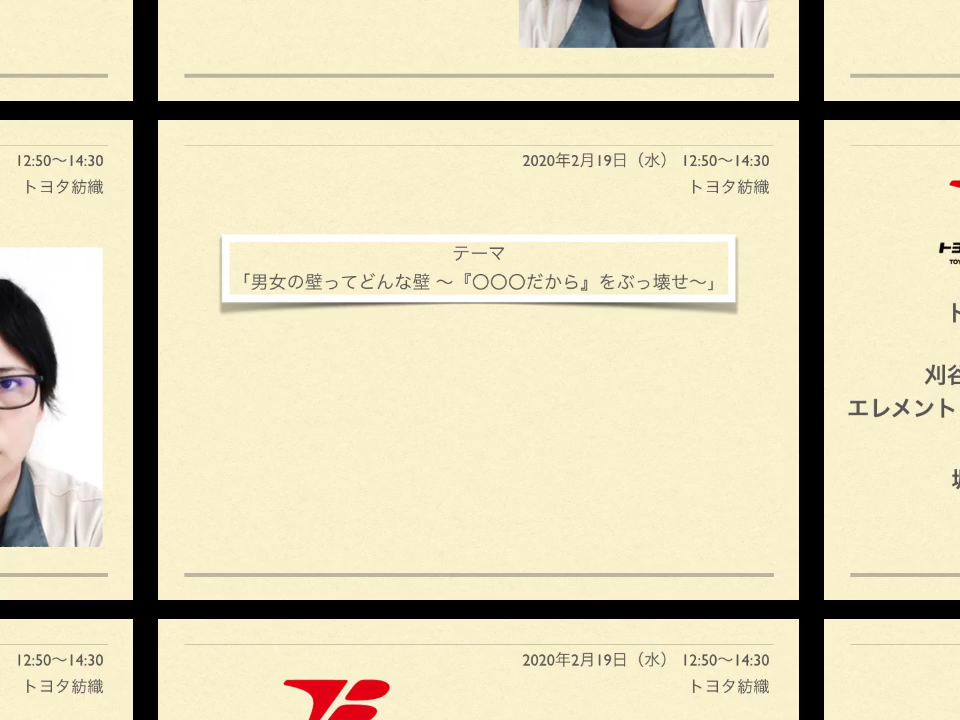 12:50〜14:30
トヨタ紡織
2020年2月19日（水） 12:50〜14:30
トヨタ紡織
テーマ
「男女の壁ってどんな壁 〜『〇〇〇だから』をぶっ壊せ〜」
刈谷
エレメント
12:50〜14:30
トヨタ紡織
2020年2月19日（水） 12:50〜14:30
トヨタ紡織